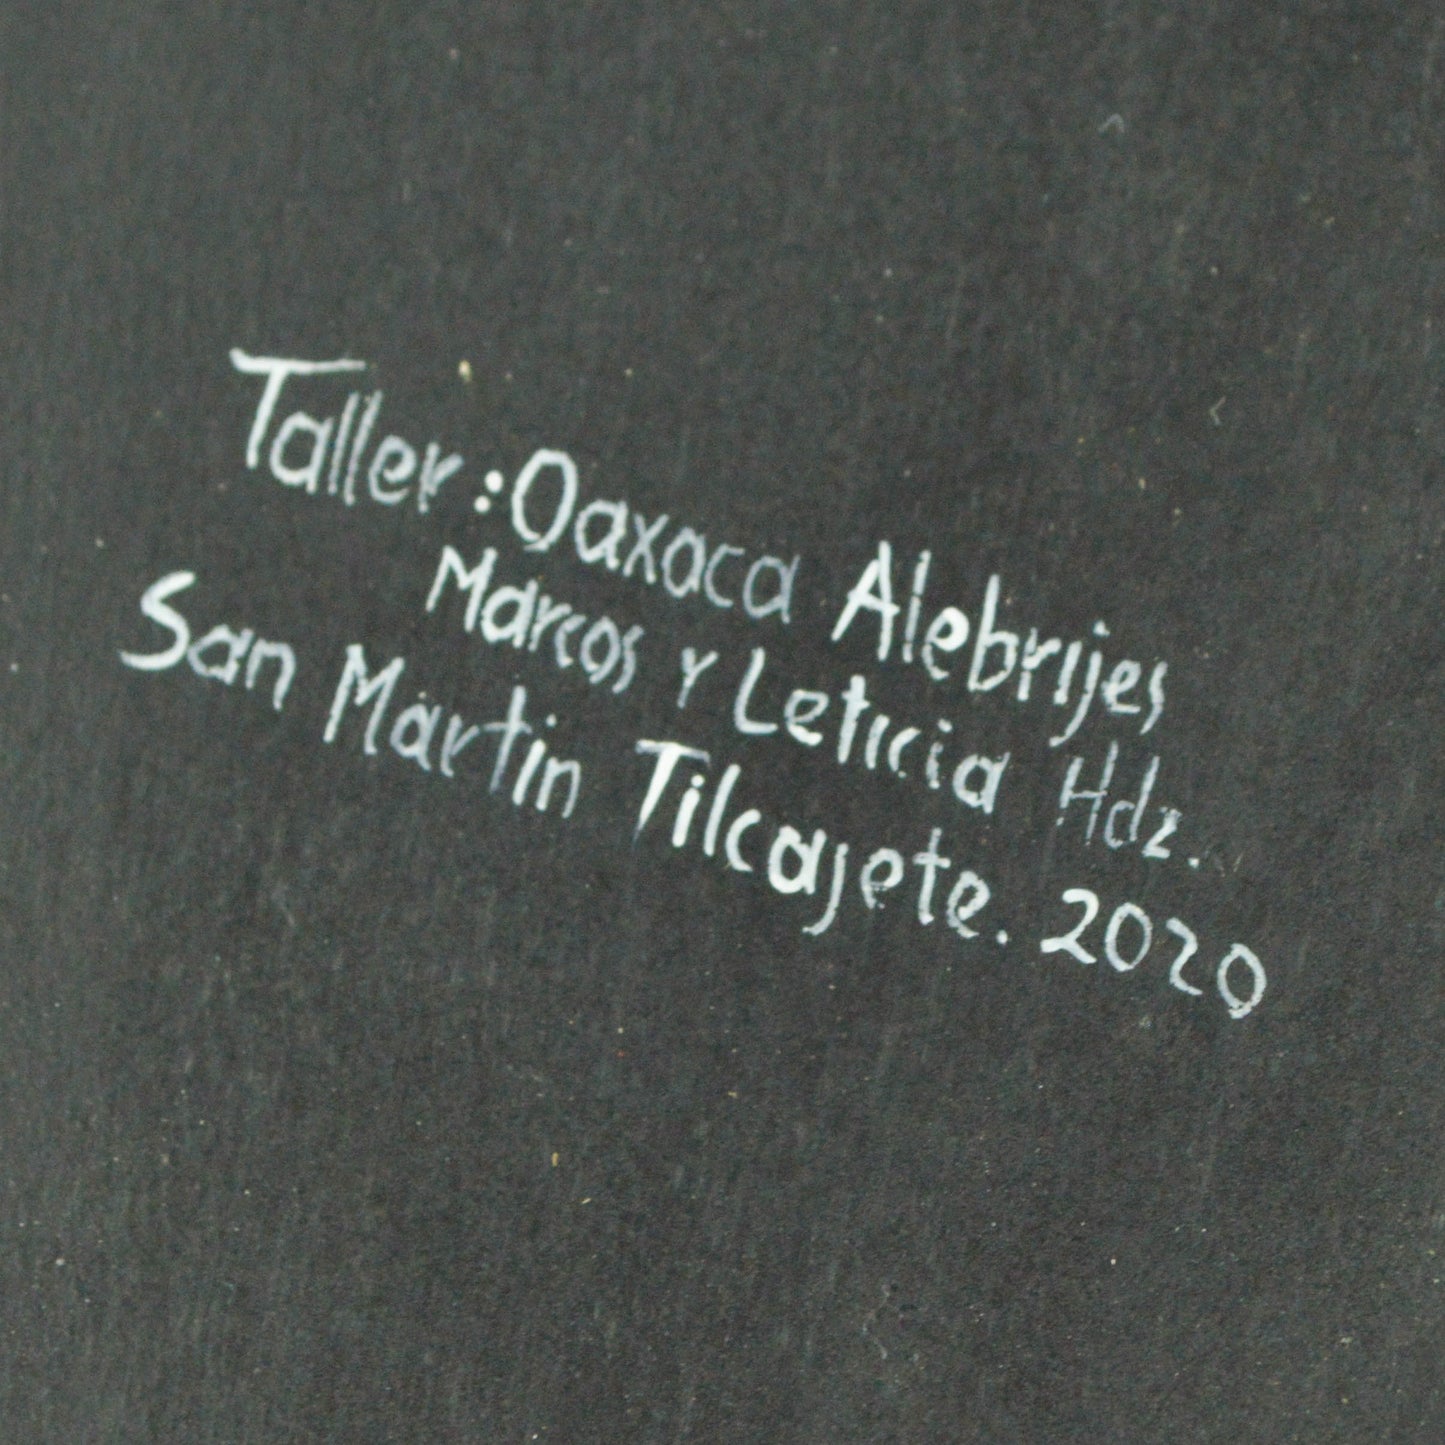 Taller: Oaxaca Alebrijes
Marcos y Leticia Hdz.
San Martin Tilcajete. 2020